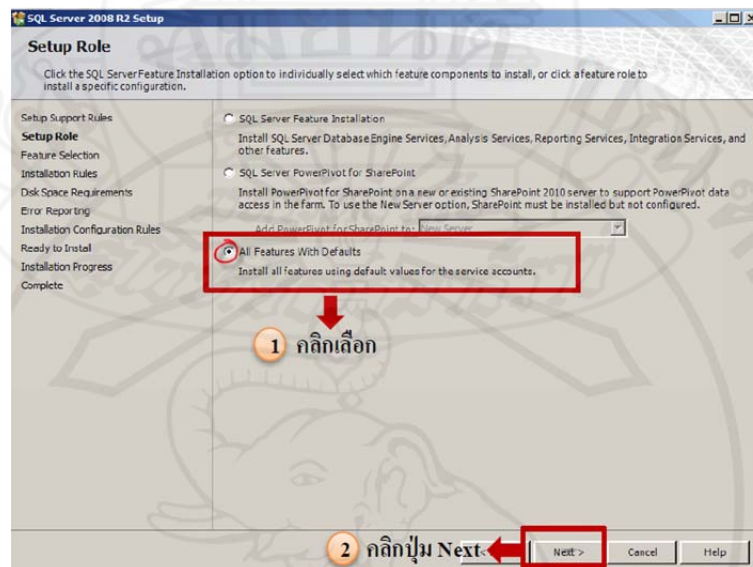 SQL Server 2008 R2 Setup
Setup Role
Click the SQL Server Feature Installation option to individually select which feature components to install, or click a feature role to
install a specific configuration.
Setup Support Rules
Setup Role
Feature Selection
Installation Rules
Disk Space Requirements
Error Reporting
Installation Configuration Rules
Ready to Instal
Installation Progress
Complete
SQL Server Feature Installation
Install SQL Server Database Engine Services, Analysis Services, Reporting Services, Integration Services, and
other features.
SQL Server PowerPivot for SharePoint
Install PowerPivot for SharePoint on a new or existing SharePoint 2010 server to support PowerPivot data
access in the farm. To use the New Server option, SharePoint must be installed but not configured.
Add PowerPivot for SharePoint to: New Server
All Features With Defaults
Install all features using default values for the service accounts.
1 คลิกเลือก
2 คลิกปุ่ม Next
<
Next >
Cancel
Help